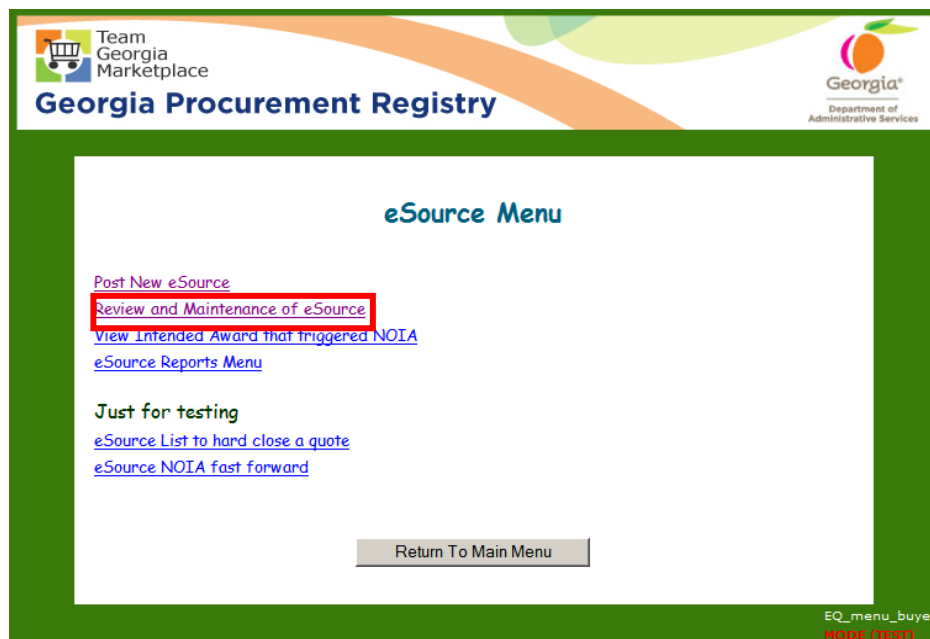 Team
Georgia
Marketplace
Georgia Procurement Registry
Georgia®
Department of
Administrative Services
eSource Menu
Post New eSource
Review and Maintenance of eSource
View Intended Award that triggered NOIA
eSource Reports Menu
Just for testing
eSource List to hard close a quote
eSource NOIA fast forward
Return To Main Menu
EQ_menu_buye
MODE (TEST)